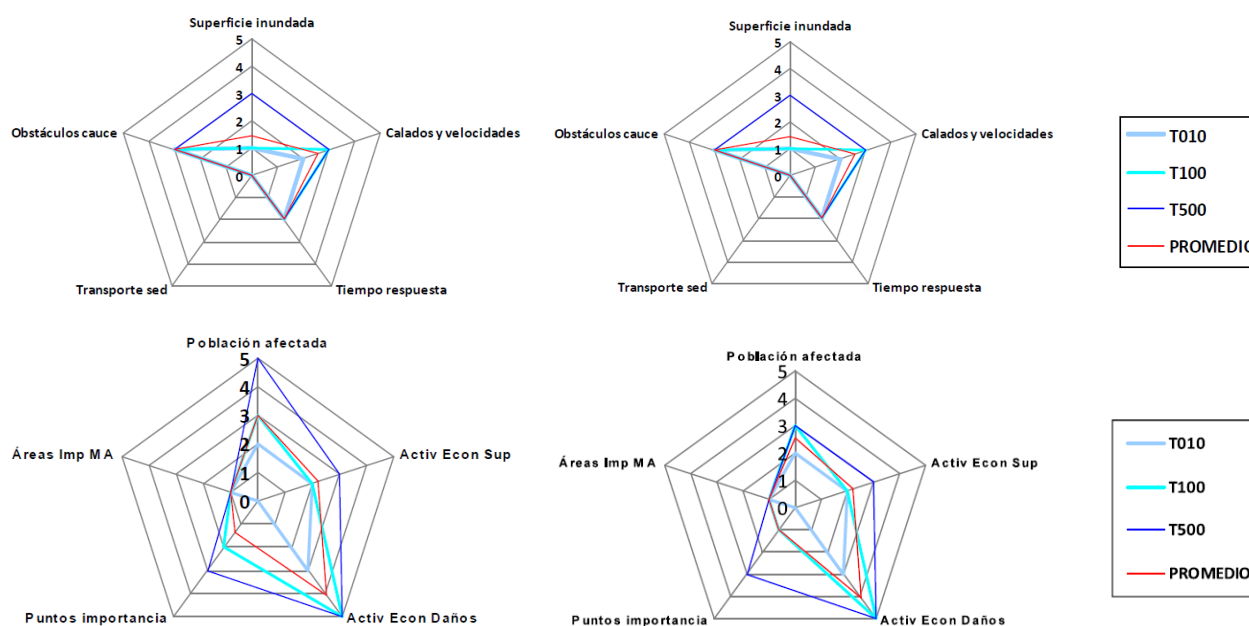 Superficie inundada
5
4
3
2
1
0
Obstáculos cauce
Calados y velocidades
Transporte sed
Tiempo respuesta
Superficie inundada
5
4
3
2
1
0
Obstáculos cauce
Calados y velocidades
Transporte sed
Tiempo respuesta
T010
T100
T500
PROMEDIO
Población afectada
5
4
3
2
1
0
Áreas Imp MA
Activ Econ Sup
Puntos importancia
Activ Econ Daños
Población afectada
5
4
3
2
1
0
Áreas Imp MA
Activ Econ Sup
Puntos importancia
Activ Econ Daños
T010
T100
T500
PROMEDIO